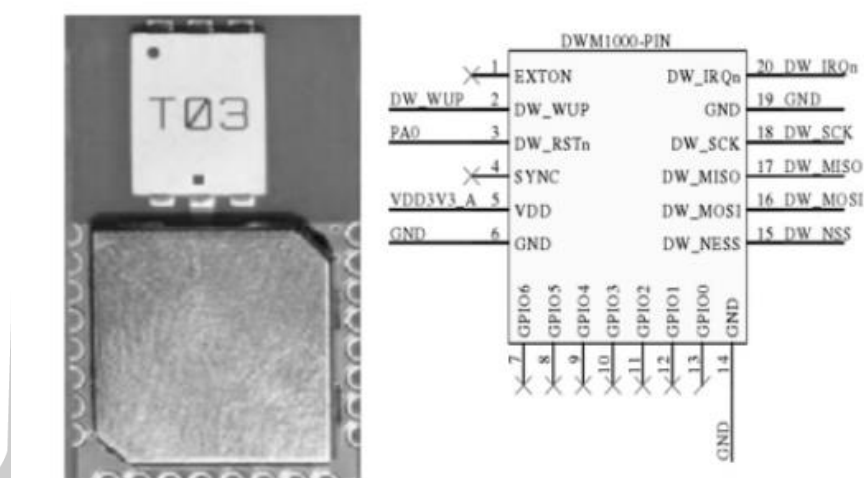 T03
DWM1000-PIN
1 EXTON
DW_WUP 2 DW_WUP
PA0 3 DW_RSTn
4 SYNC
VDD3V3_A 5 VDD
GND 6 GND
DW_IRQn 20 DW_IRQn
GND 19 GND
DW_SCK 18 DW_SCK
DW_MISO 17 DW_MISO
DW_MOSI 16 DW_MOSI
DW_NESS 15 DW_NSS
GPIO6 7
GPIO5 8
GPIO4 9
GPIO3 10
GPIO2 11
GPIO1 12
GPIO0 13
GND 14 GND